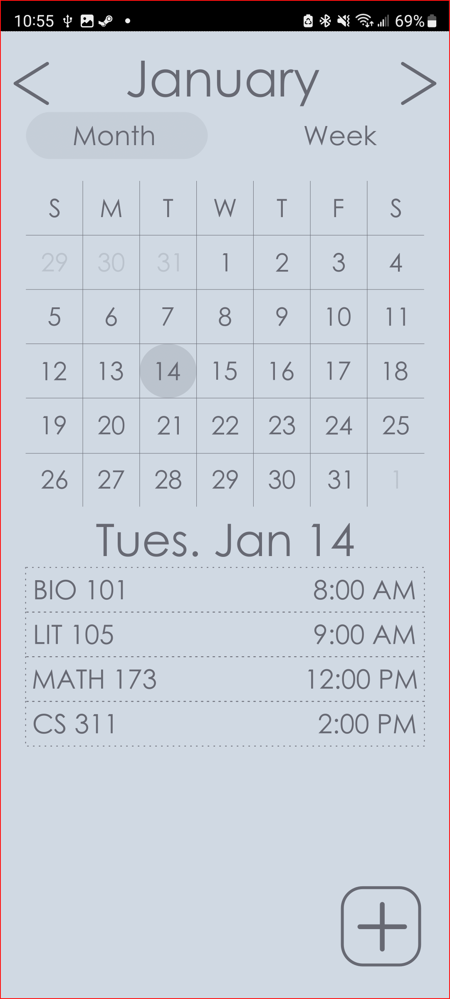 10:55 69%
< January >
Month Week
S M T W T F S
29 30 31 1 2 3 4
5 6 7 8 9 10 11
12 13 14 15 16 17 18
19 20 21 22 23 24 25
26 27 28 29 30 31 1
Tues. Jan 14
BIO 101 8:00 AM
LIT 105 9:00 AM
MATH 173 12:00 PM
CS 311 2:00 PM
+